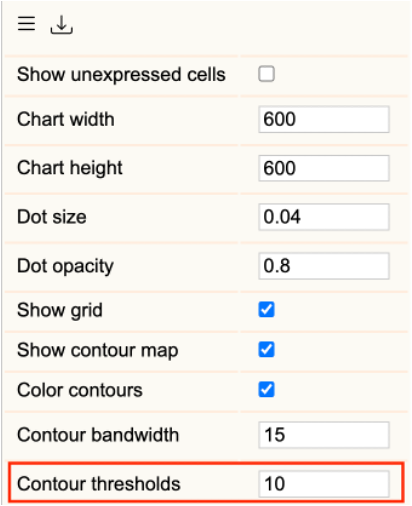 Show unexpressed cells
Chart width 600
Chart height 600
Dot size 0.04
Dot opacity 0.8
Show grid
Show contour map
Color contours
Contour bandwidth 15
Contour thresholds 10